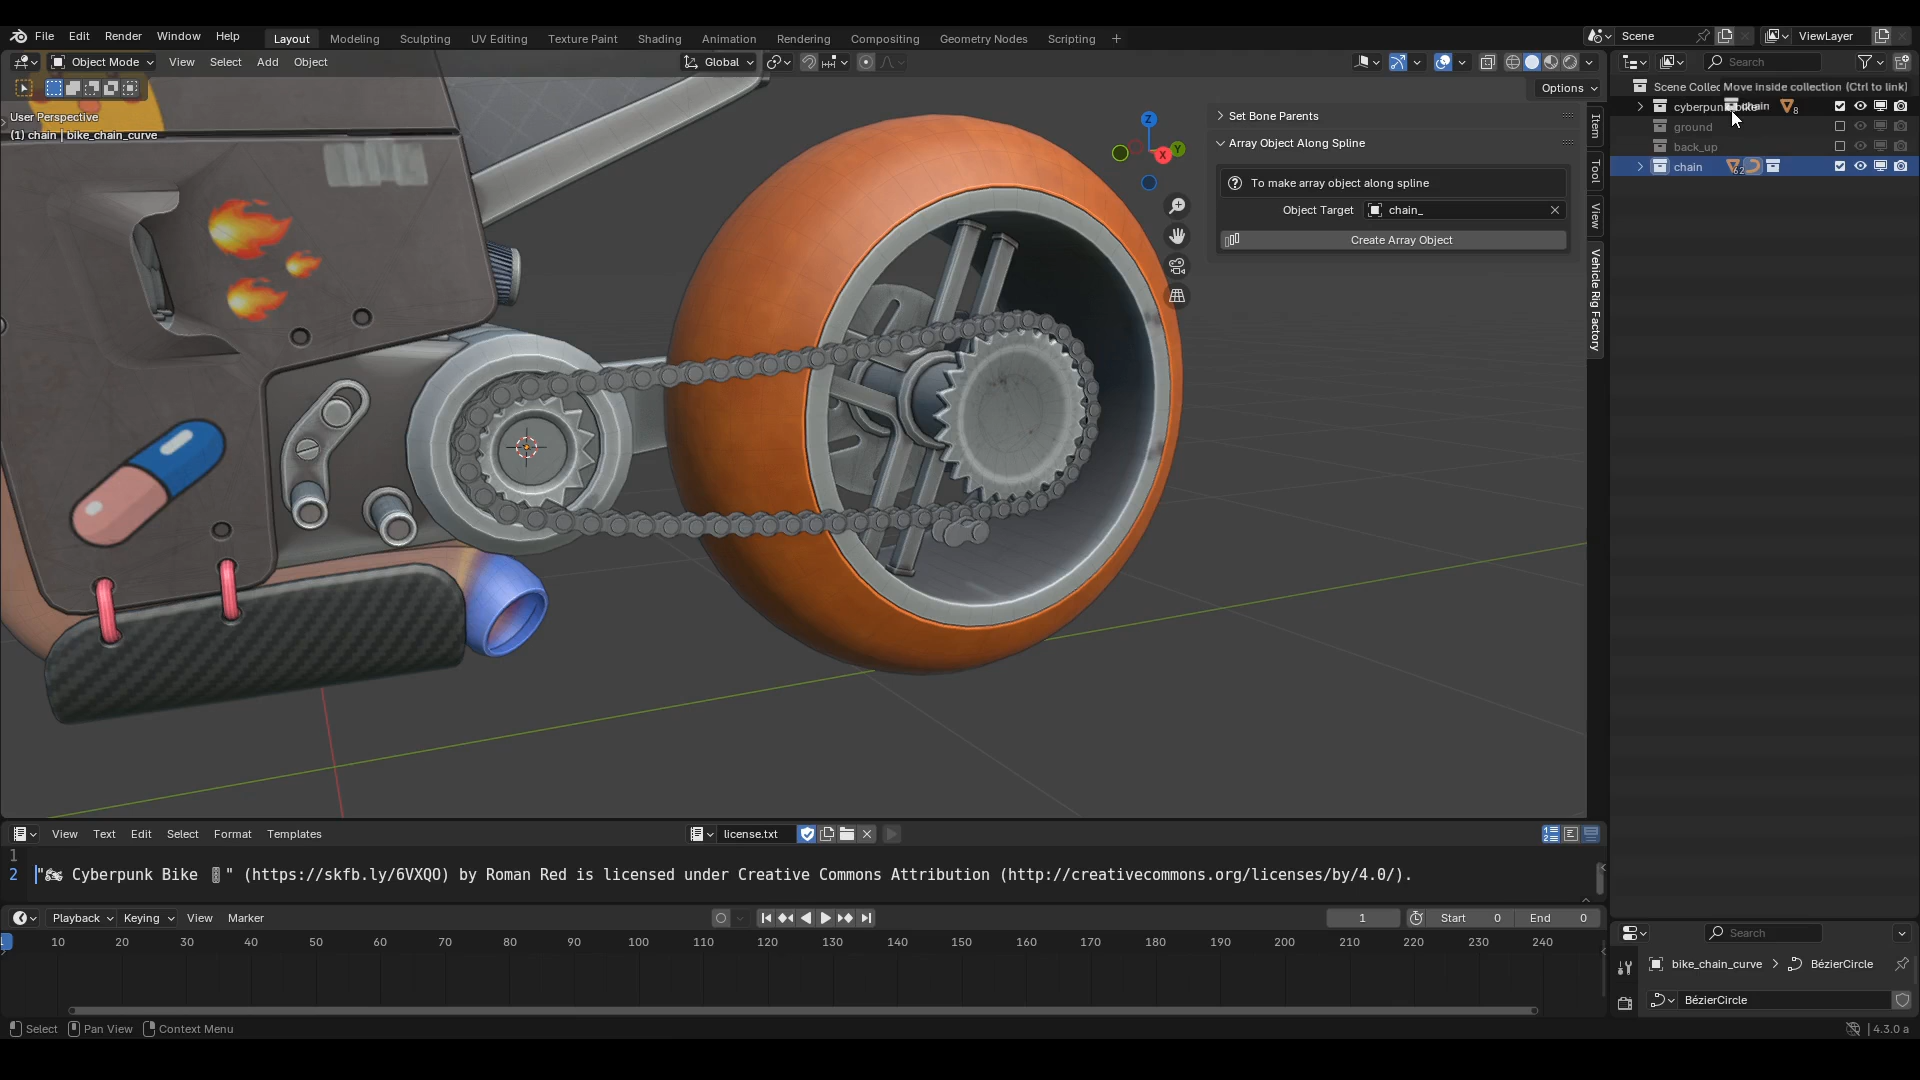 File Edit Render Window Help Layout Modeling Sculpting UV Editing Texture Paint Shading Animation Rendering Compositing Geometry Nodes Scripting Scene ViewLayer
Object Mode View Select Add Object Global Search
Options
User Perspective
(1) chain | bike_chain_curve
Z
Y
X
Set Bone Parents
Array Object Along Spline
To make array object along spline
Object Target chain_
Create Array Object
Item
Tool
View
Vehicle Rig Factory
Scene Collec Move inside collection (Ctrl to link)
cyberpun chain 8
ground
back_up
chain 62
View Text Edit Select Format Templates license.txt
1
2 "🏍 Cyberpunk Bike " (https://skfb.ly/6VXQO) by Roman Red is licensed under Creative Commons Attribution (http://creativecommons.org/licenses/by/4.0/).
Playback Keying View Marker 1 Start 0 End 0
1 10 20 30 40 50 60 70 80 90 100 110 120 130 140 150 160 170 180 190 200 210 220 230 240
Search
bike_chain_curve > BézierCircle
BézierCircle
Select Pan View Context Menu 4.3.0 a